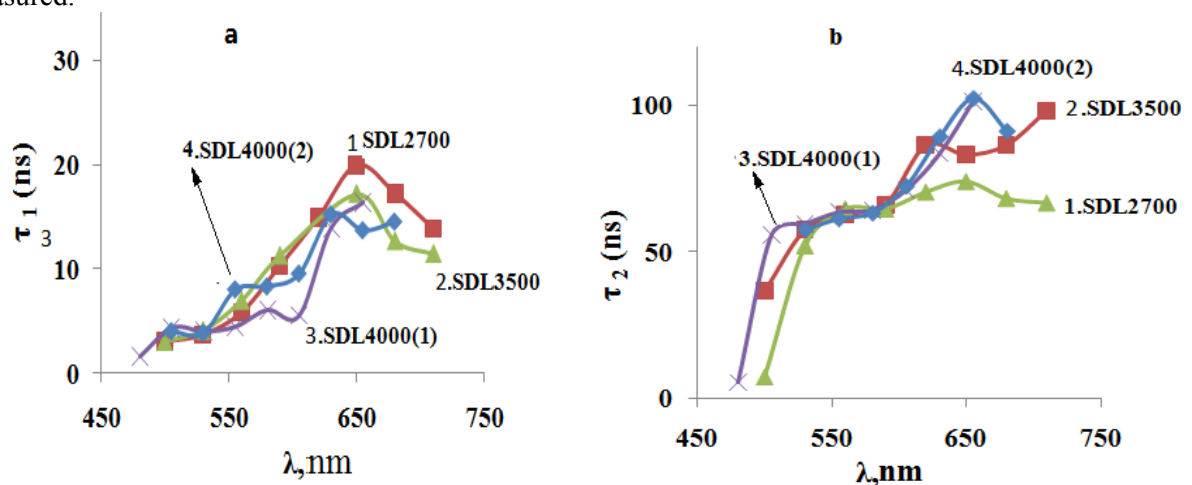 asured.
a
30
20
10
0
450
550
650
750
τ 1 (ns)
3
λ,nm
4.SDL4000(2)
1 SDL2700
2.SDL3500
3.SDL4000(1)
b
100
50
0
450
550
650
750
τ 2 (ns)
λ,nm
4.SDL4000(2)
2.SDL3500
3.SDL4000(1)
1.SDL2700